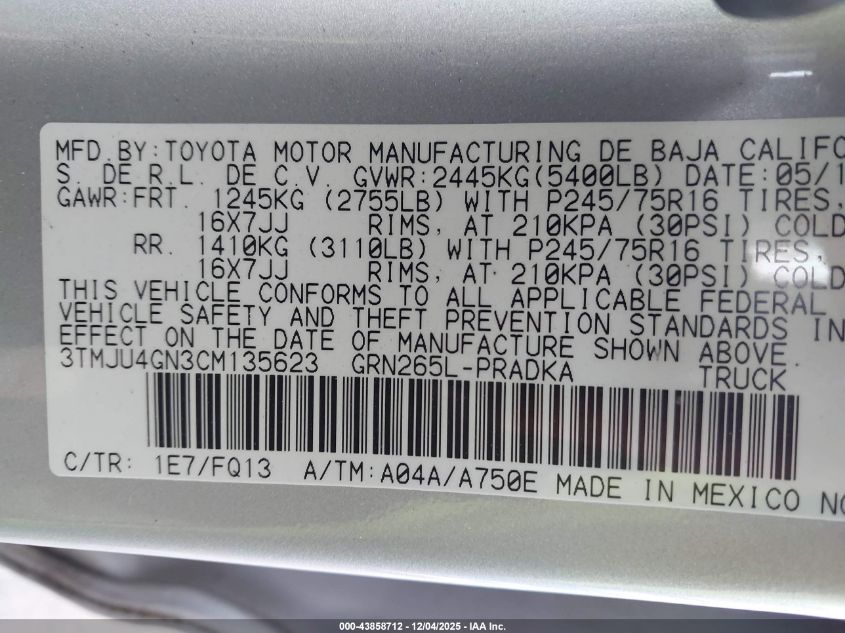 MFD. BY: TOYOTA MOTOR MANUFACTURING DE BAJA CALIFO
S. DE R.L. DE C.V. GVWR:2445KG(5400LB) DATE:05/1
GAWR:FRT. 1245KG (2755LB) WITH P245/75R16 TIRES,
16X7JJ RIMS, AT 210KPA (30PSI) COLD
RR. 1410KG (3110LB) WITH P245/75R16 TIRES,
16X7JJ RIMS, AT 210KPA (30PSI) COLD
THIS VEHICLE CONFORMS TO ALL APPLICABLE FEDERAL
VEHICLE SAFETY AND THEFT PREVENTION STANDARDS IN
EFFECT ON THE DATE OF MANUFACTURE SHOWN ABOVE.
3TMJU4GN3CM135623 GRN265L-PRADKA TRUCK
C/TR: 1E7/FQ13 A/TM:A04A/A750E MADE IN MEXICO NO
000-43858712 - 12/04/2025 - IAA Inc.